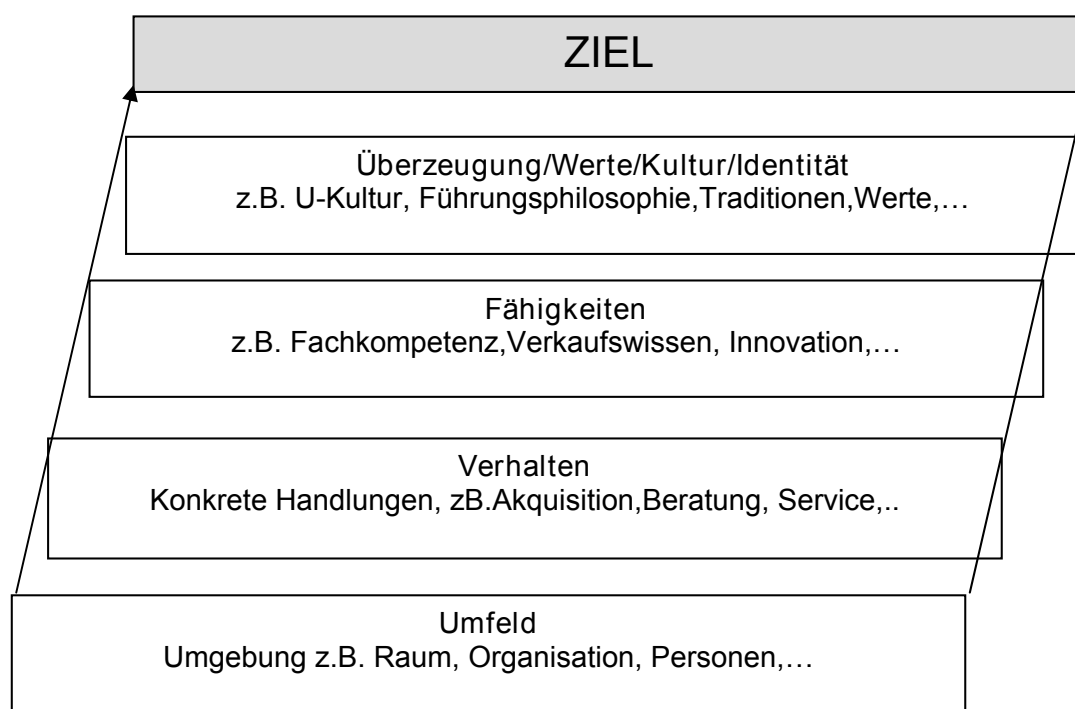 ZIEL
Überzeugung/Werte/Kultur/Identität
z.B. U-Kultur, Führungsphilosophie,Traditionen,Werte,…
Fähigkeiten
z.B. Fachkompetenz,Verkaufswissen, Innovation,…
Verhalten
Konkrete Handlungen, zB.Akquisition,Beratung, Service,..
Umfeld
Umgebung z.B. Raum, Organisation, Personen,…